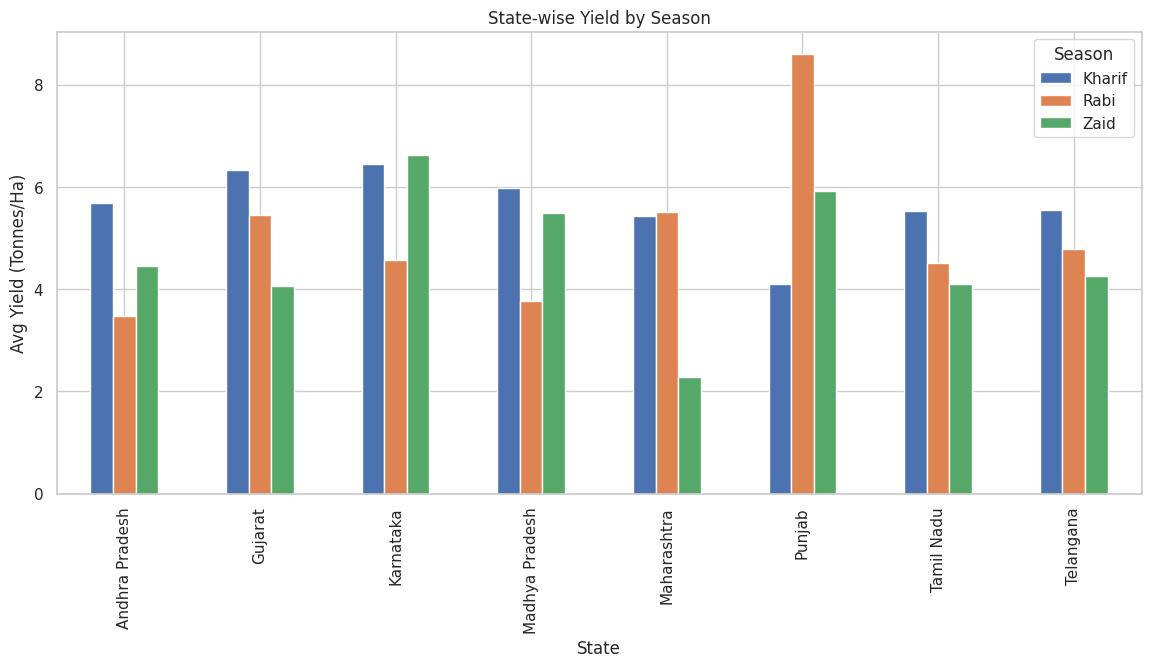 State-wise Yield by Season
Season
Kharif
Rabi
Zaid
Avg Yield (Tonnes/Ha)
8
6
4
2
0
Andhra Pradesh
Gujarat
Karnataka
Madhya Pradesh
Maharashtra
Punjab
Tamil Nadu
Telangana
State